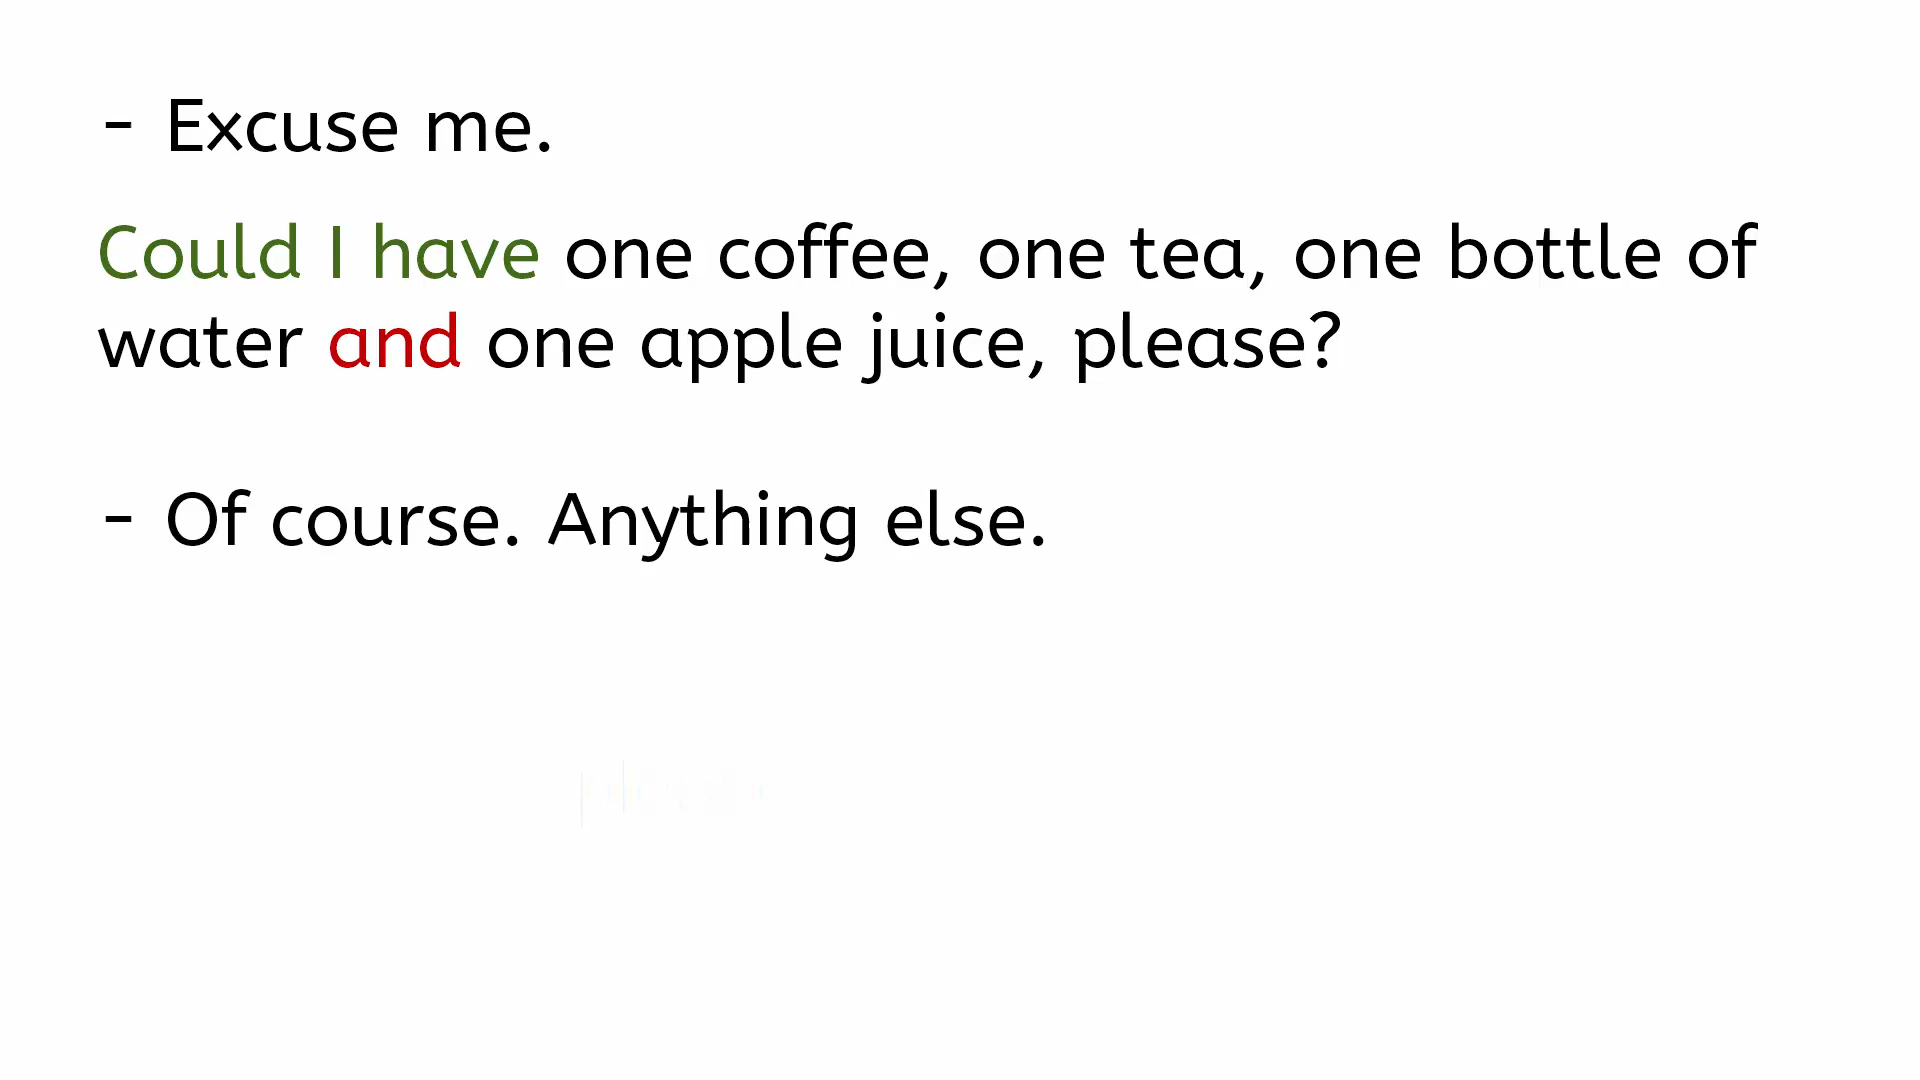 - Excuse me.
Could I have one coffee, one tea, one bottle of
water and one apple juice, please?
- Of course. Anything else.